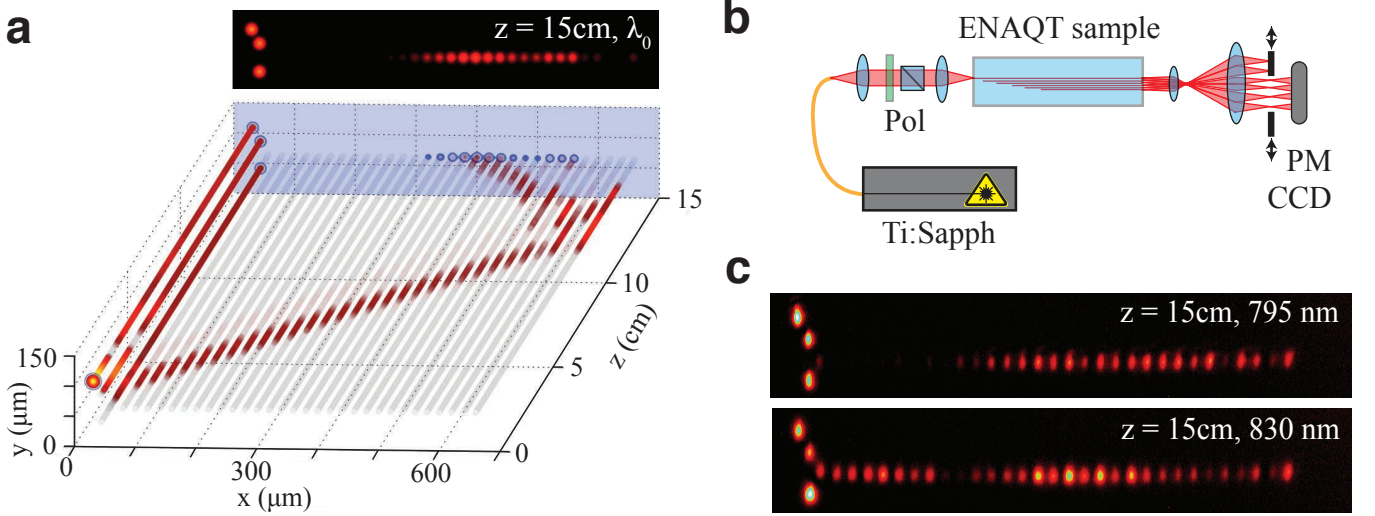 a
z = 15cm, λ0
150
y (μm)
0
0
300
600
x (μm)
0
5
10
15
z (cm)
b
ENAQT sample
Pol
Ti:Sapph
PM
CCD
c
z = 15cm, 795 nm
z = 15cm, 830 nm